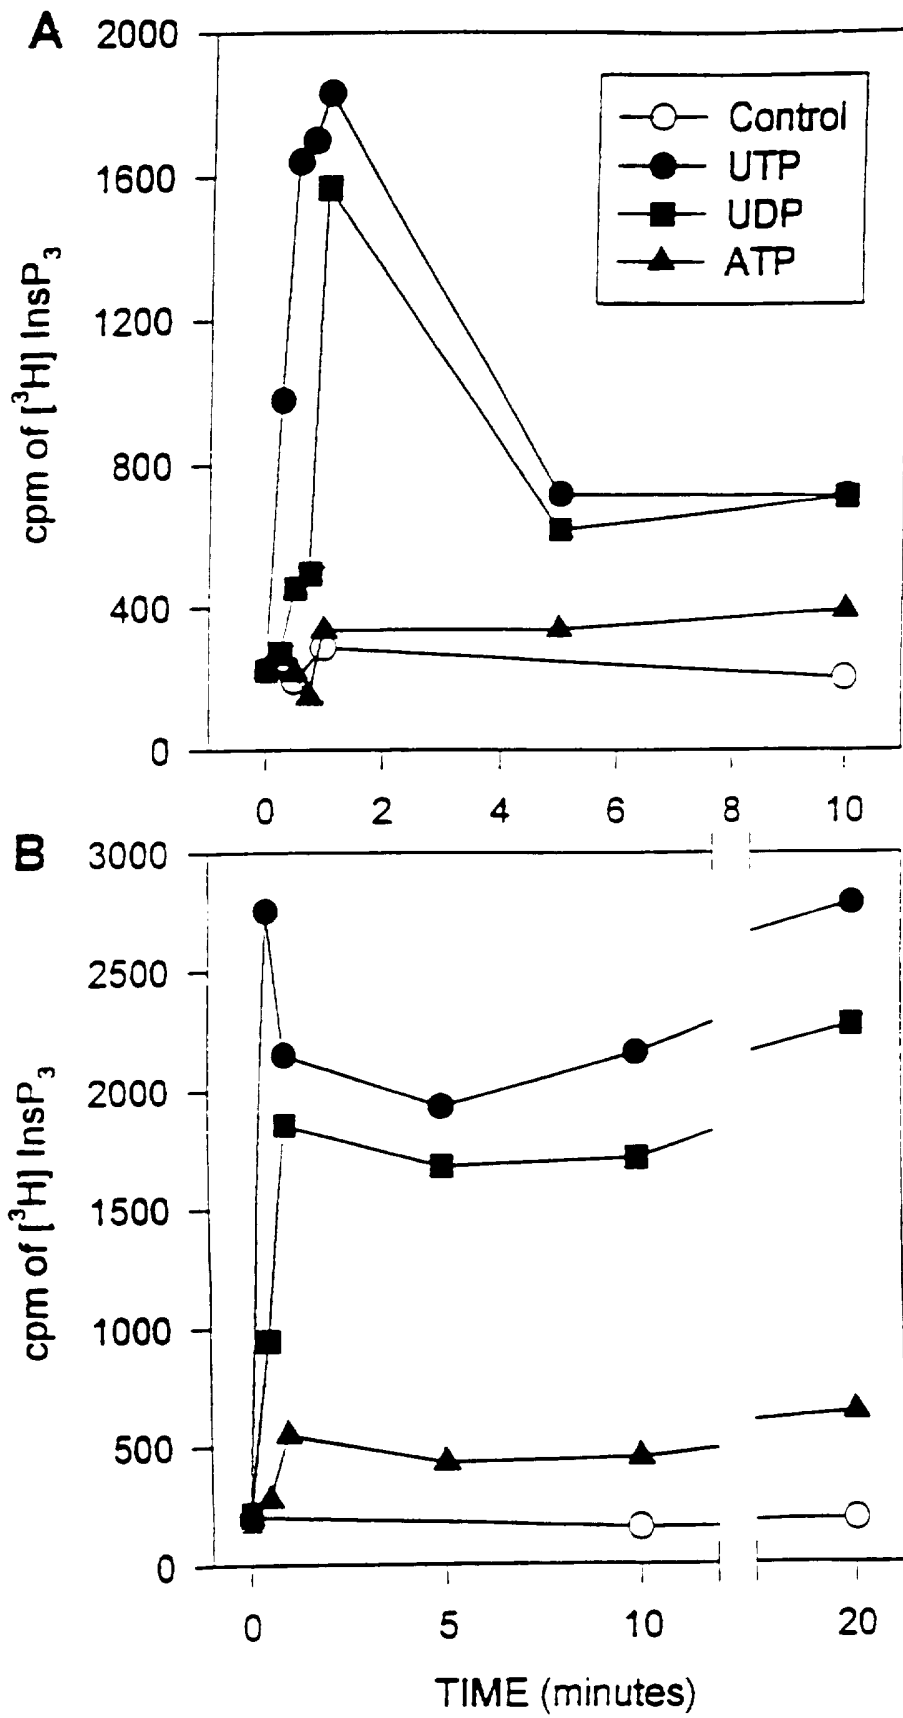 A
2000
1600
1200
800
400
0
cpm of [³H] InsP₃
Control
UTP
UDP
ATP
0 2 4 6 8 10
B
3000
2500
2000
1500
1000
500
0
cpm of [³H] InsP₃
0 5 10 20
TIME (minutes)